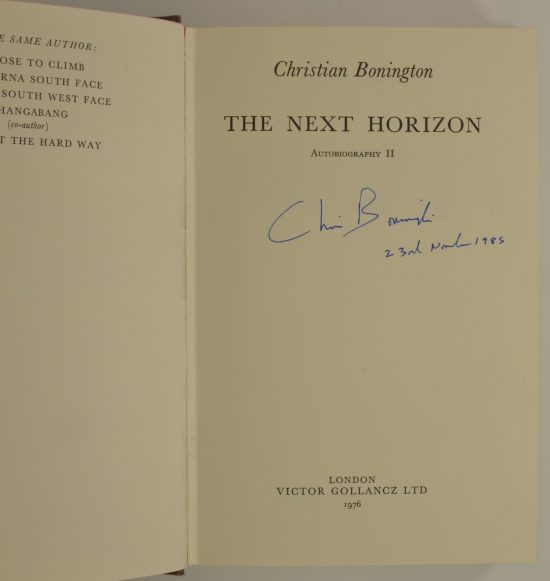 E SAME AUTHOR:
OSE TO CLIMB
RNA SOUTH FACE
SOUTH WEST FACE
HANGABANG
(co-author)
T THE HARD WAY
Christian Bonington
THE NEXT HORIZON
AUTOBIOGRAPHY II
Chris Bonington
23rd November 1985
LONDON
VICTOR GOLLANCZ LTD
1976